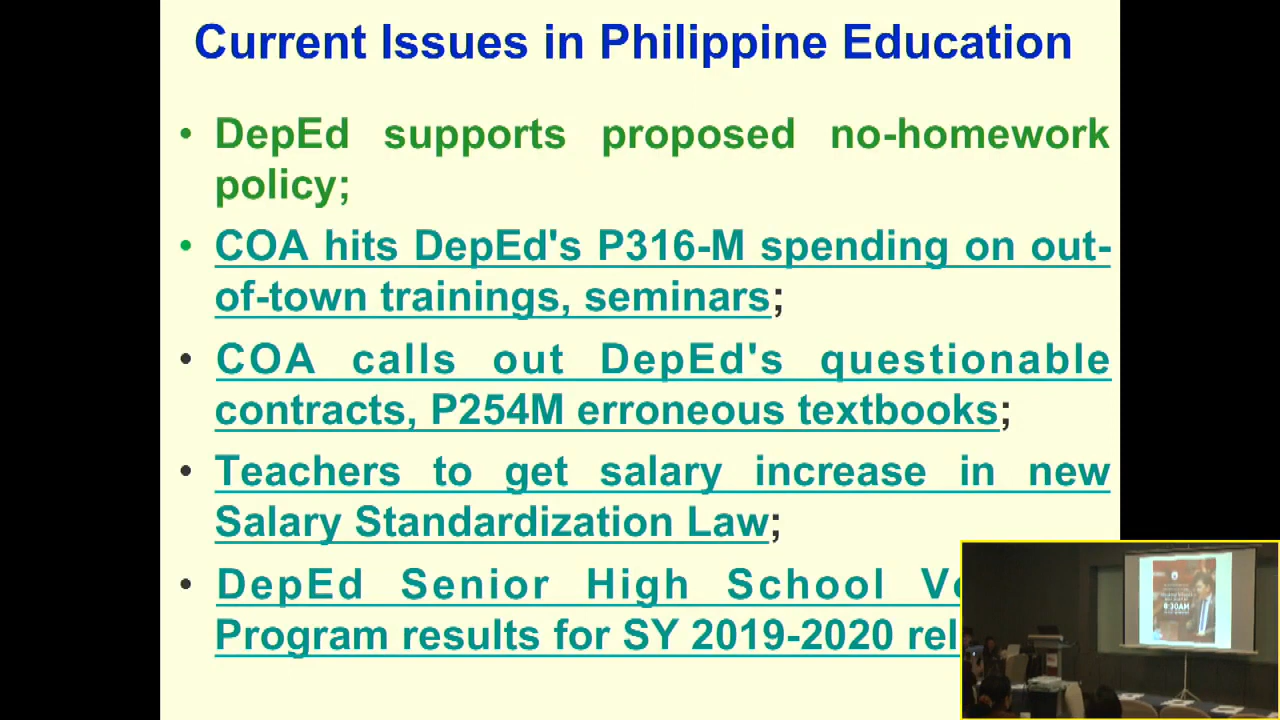 Current Issues in Philippine Education
• DepEd supports proposed no-homework
policy;
• COA hits DepEd's P316-M spending on out-
of-town trainings, seminars;
• COA calls out DepEd's questionable
contracts, P254M erroneous textbooks;
• Teachers to get salary increase in new
Salary Standardization Law;
• DepEd Senior High School
Program results for SY 2019-2020